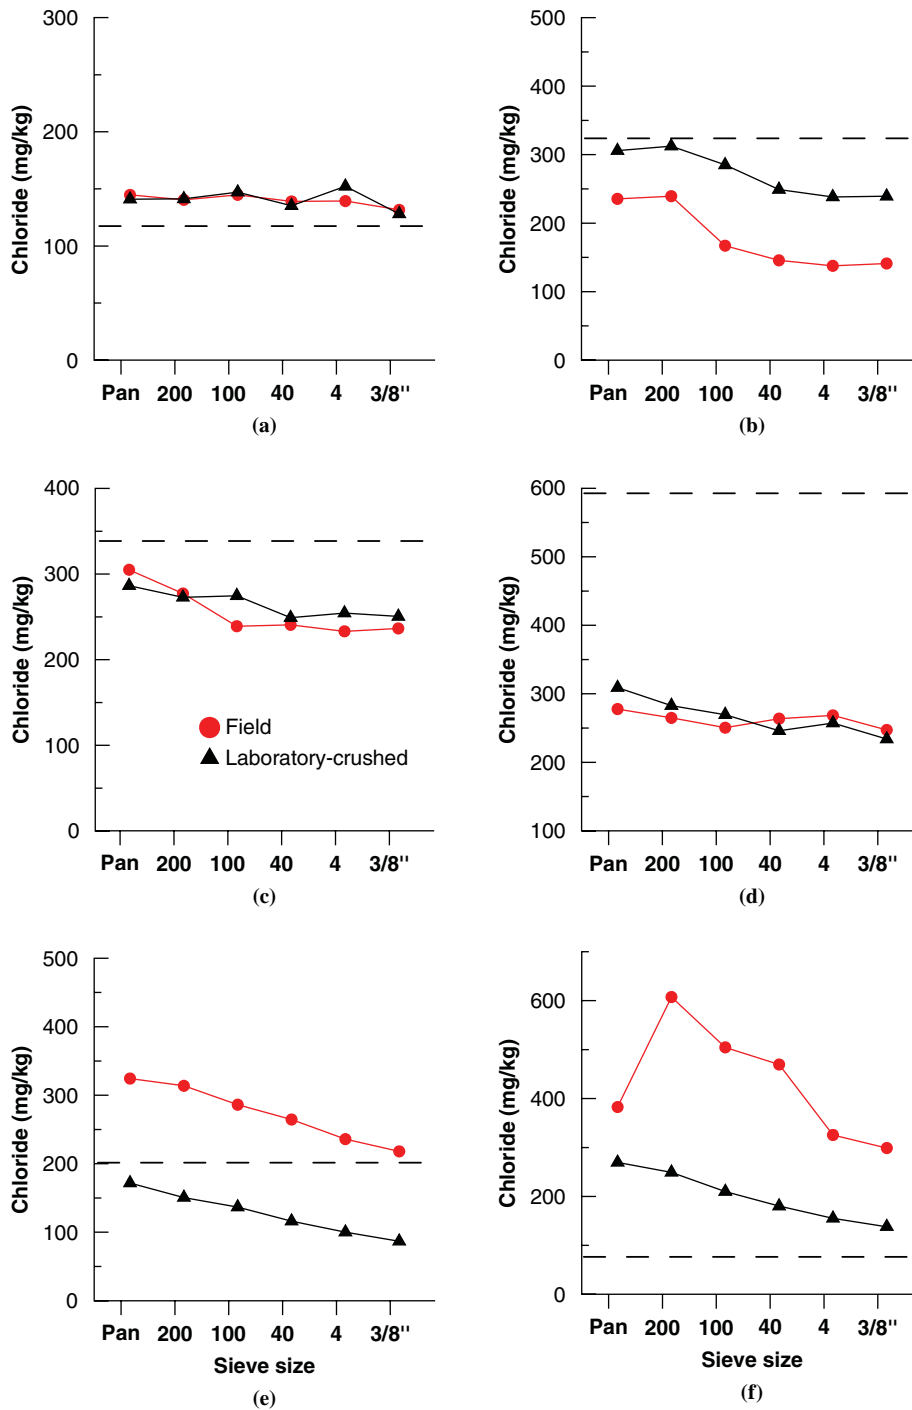 300
200
100
0
Chloride (mg/kg)
Pan 200 100 40 4 3/8"
(a)
500
400
300
200
100
0
Chloride (mg/kg)
Pan 200 100 40 4 3/8"
(b)
400
300
200
100
0
Chloride (mg/kg)
Field
Laboratory-crushed
Pan 200 100 40 4 3/8"
(c)
600
500
400
300
200
100
Chloride (mg/kg)
Pan 200 100 40 4 3/8"
(d)
500
400
300
200
100
0
Chloride (mg/kg)
Pan 200 100 40 4 3/8"
Sieve size
(e)
600
400
200
0
Chloride (mg/kg)
Pan 200 100 40 4 3/8"
Sieve size
(f)